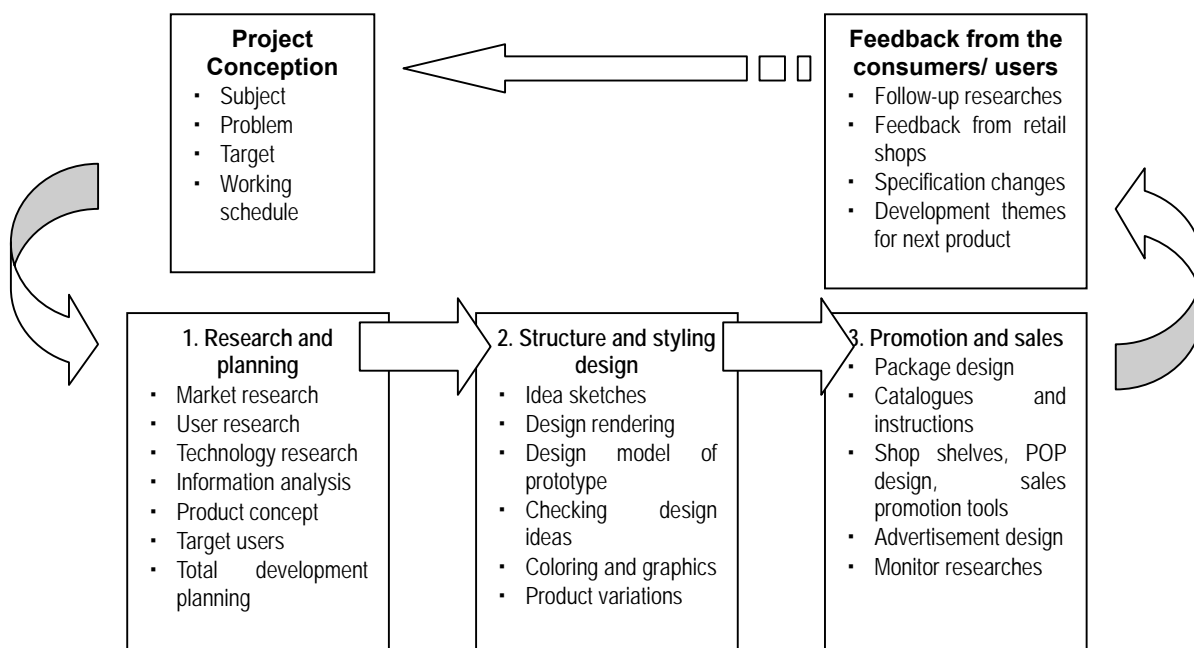 Project
Conception
▪ Subject
▪ Problem
▪ Target
▪ Working
schedule
Feedback from the
consumers/ users
▪ Follow-up researches
▪ Feedback from retail
shops
▪ Specification changes
▪ Development themes
for next product
1. Research and
planning
▪ Market research
▪ User research
▪ Technology research
▪ Information analysis
▪ Product concept
▪ Target users
▪ Total development
planning
2. Structure and styling
design
▪ Idea sketches
▪ Design rendering
▪ Design model of
prototype
▪ Checking design
ideas
▪ Coloring and graphics
▪ Product variations
3. Promotion and sales
▪ Package design
▪ Catalogues and
instructions
▪ Shop shelves, POP
design, sales
promotion tools
▪ Advertisement design
▪ Monitor researches